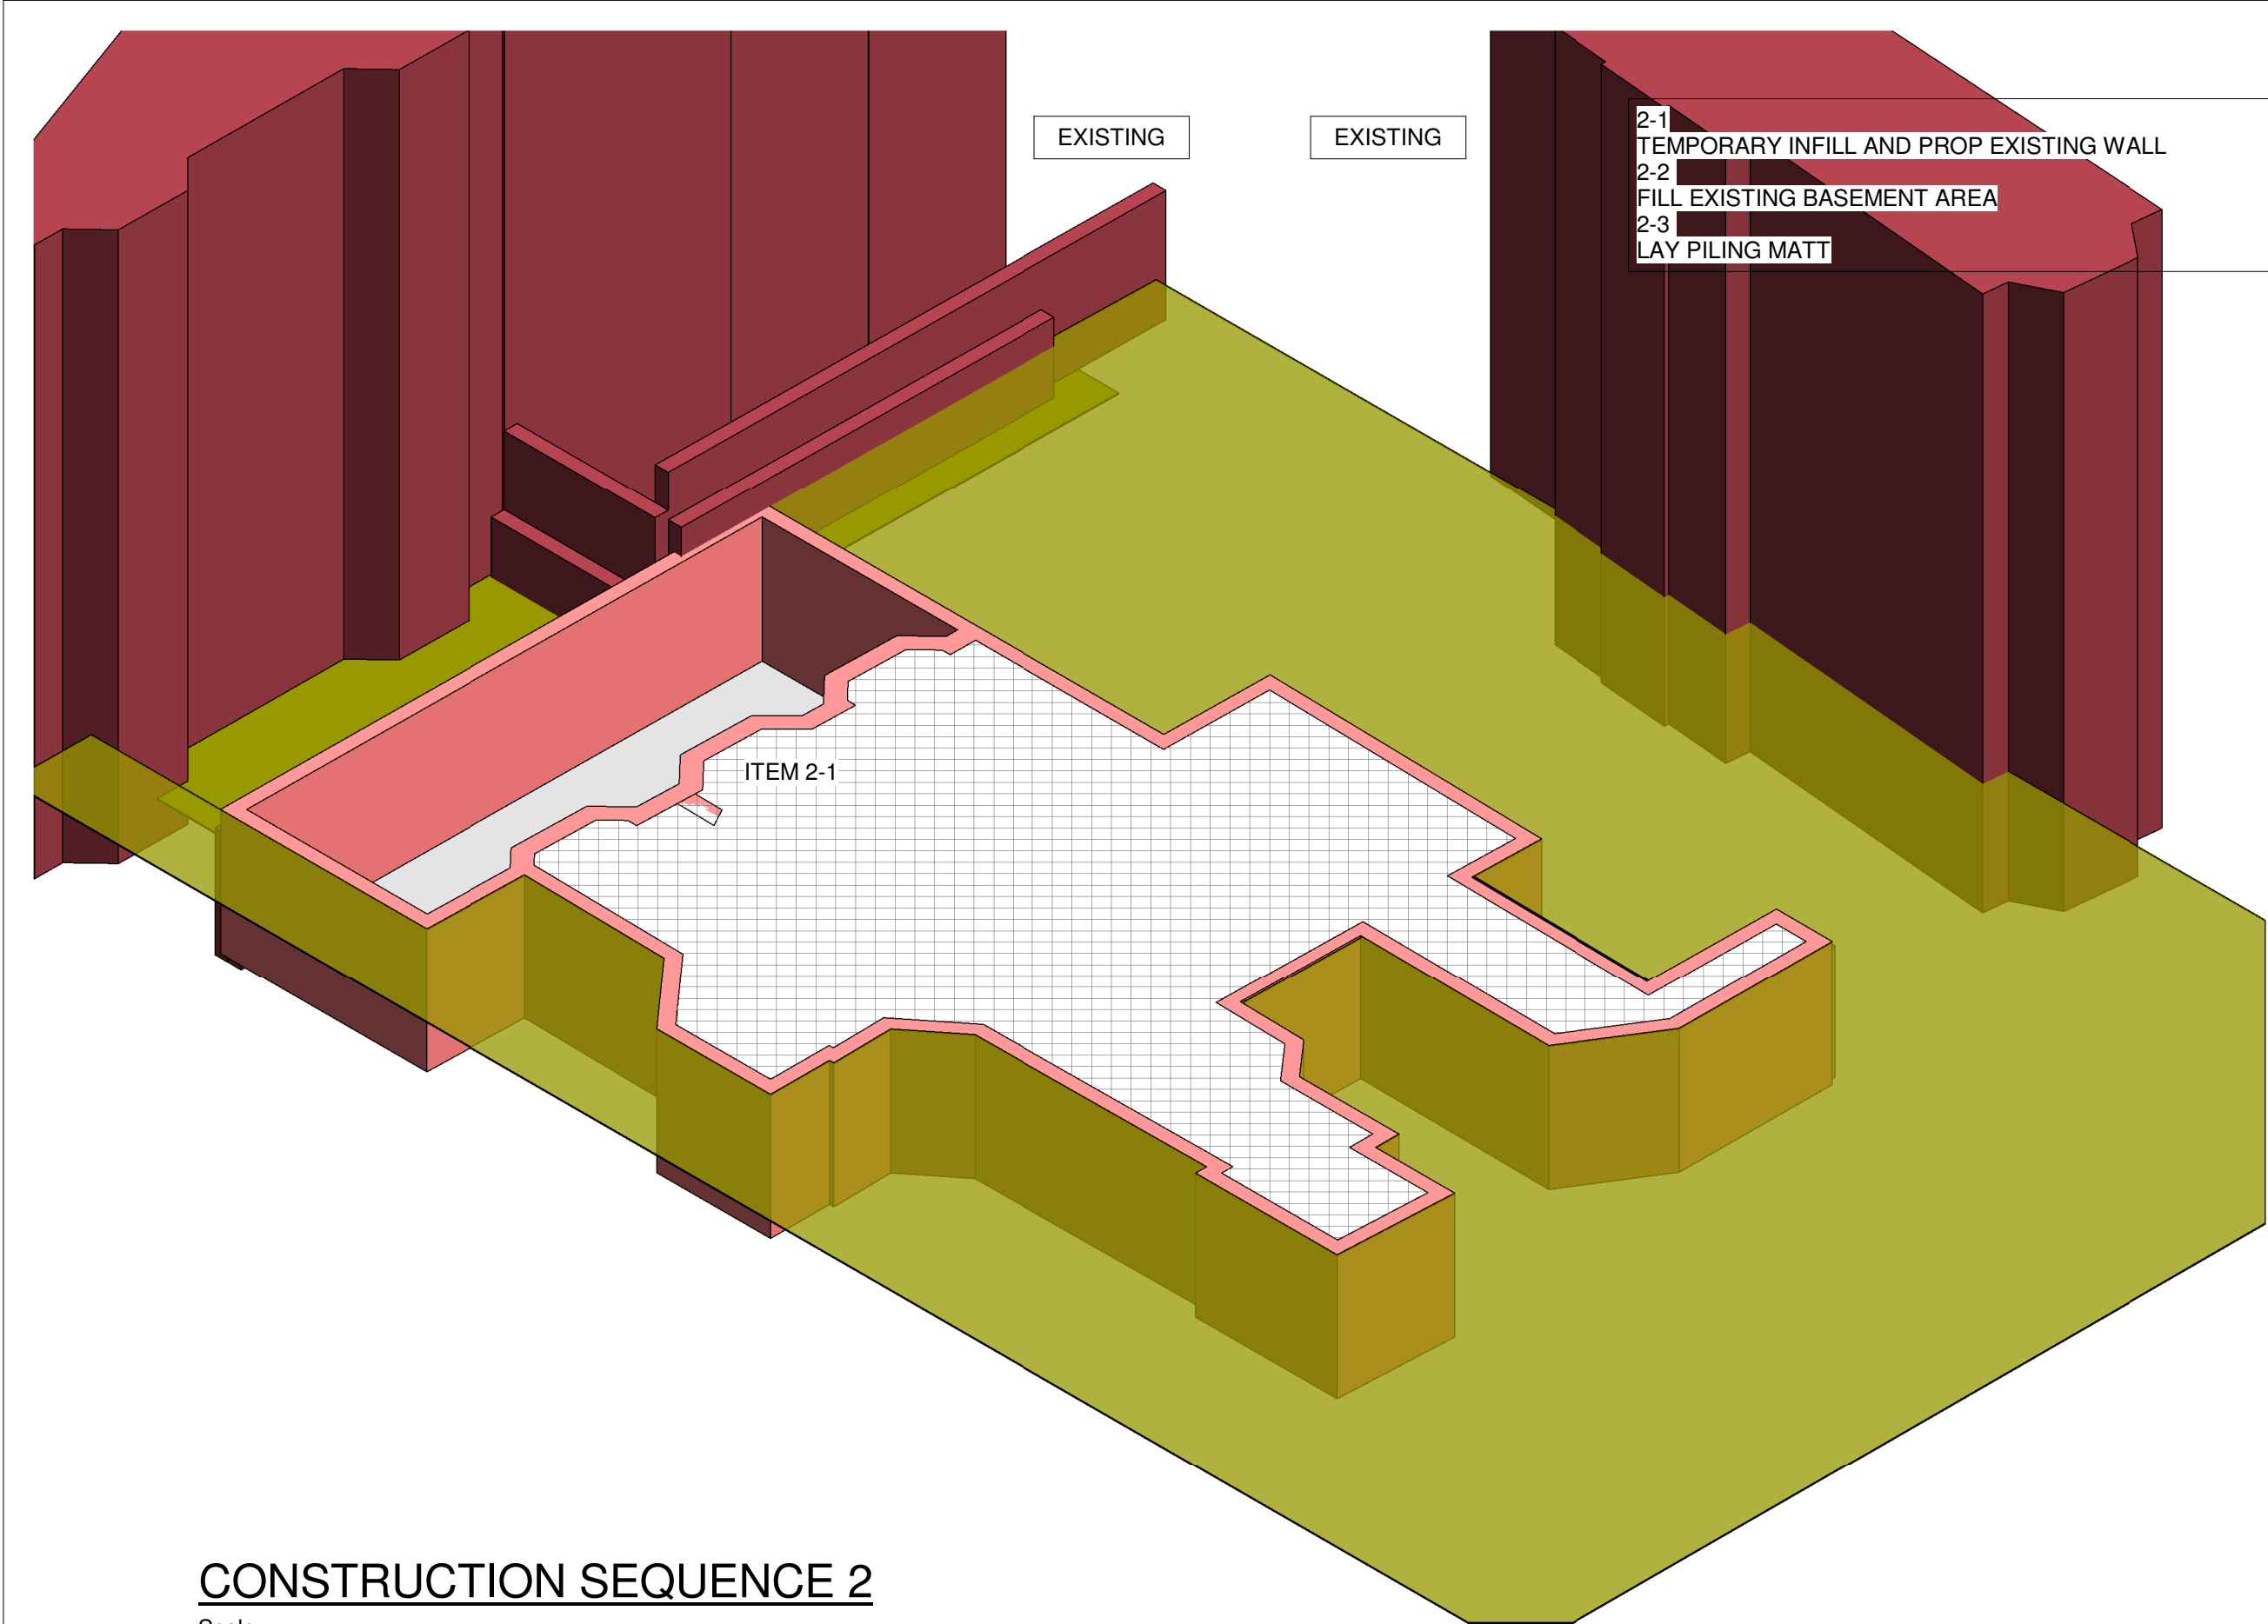 EXISTING
EXISTING
2-1
TEMPORARY INFILL AND PROP EXISTING WALL
2-2
FILL EXISTING BASEMENT AREA
2-3
LAY PILING MATT
ITEM 2-1
CONSTRUCTION SEQUENCE 2
Scale